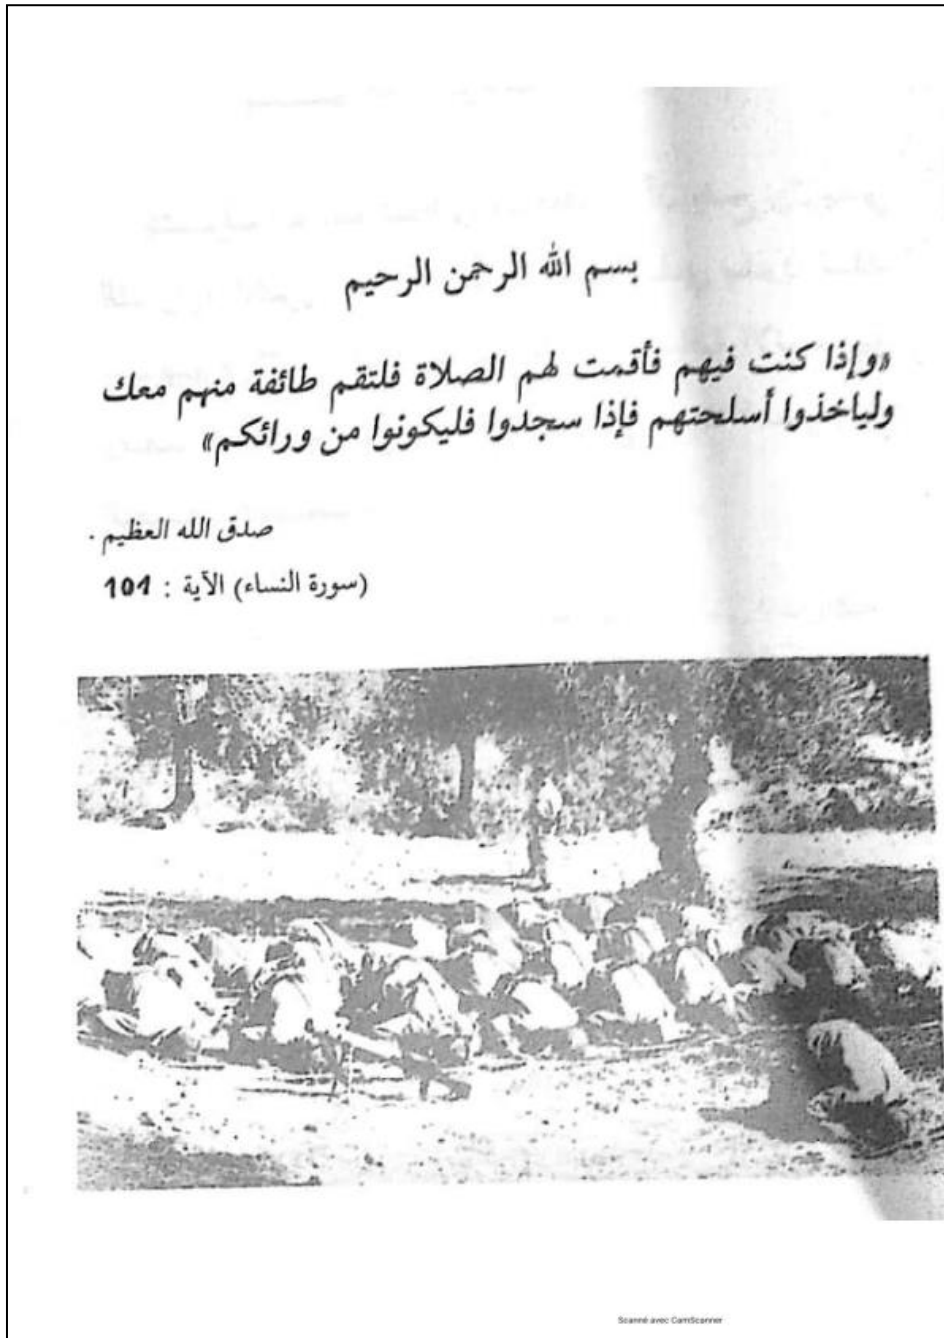 بسم الله الرحمن الرحيم
«وإذا كنت فيهم فأقمت لهم الصلاة فلتقم طائفة منهم معك
ولياخذوا أسلحتهم فإذا سجدوا فليكونوا من ورائكم»
صدق الله العظيم .
(سورة النساء) الآية : 101
Scanné avec CamScanner